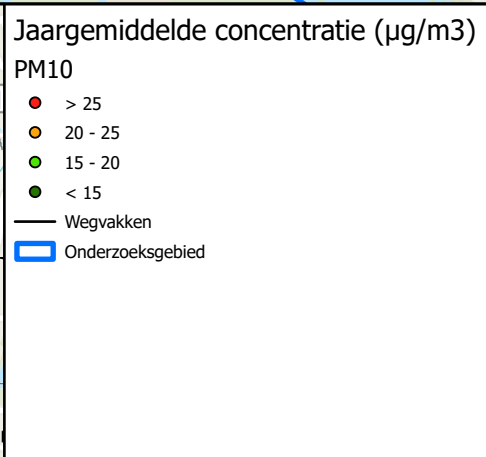 Jaargemiddelde concentratie (µg/m3)
PM10
> 25
20 - 25
15 - 20
< 15
Wegvakken
Onderzoeksgebied